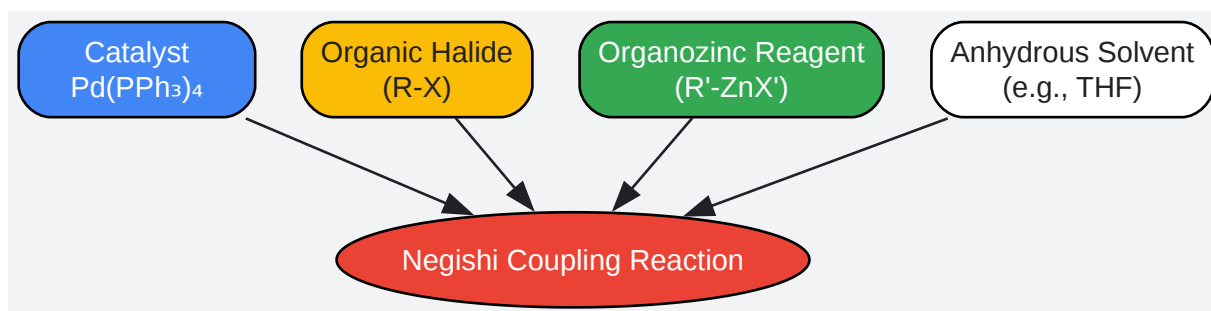 Catalyst
Pd(PPh₃)₄
Organic Halide
(R-X)
Organozinc Reagent
(R'-ZnX')
Anhydrous Solvent
(e.g., THF)
Negishi Coupling Reaction